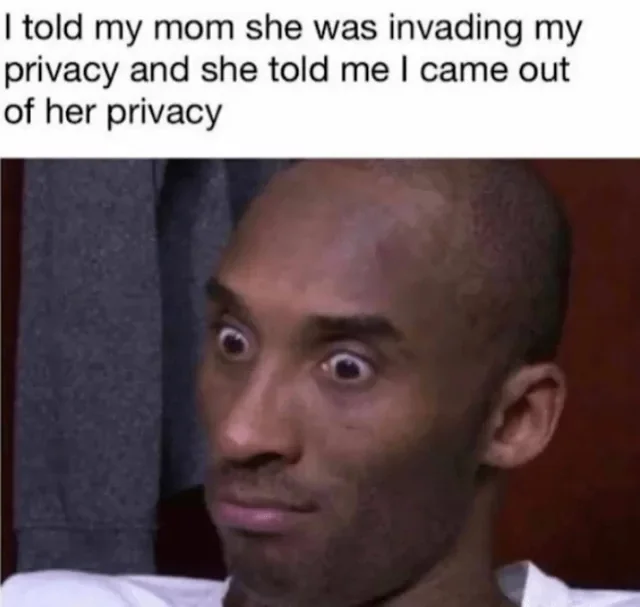 I told my mom she was invading my
privacy and she told me I came out
of her privacy